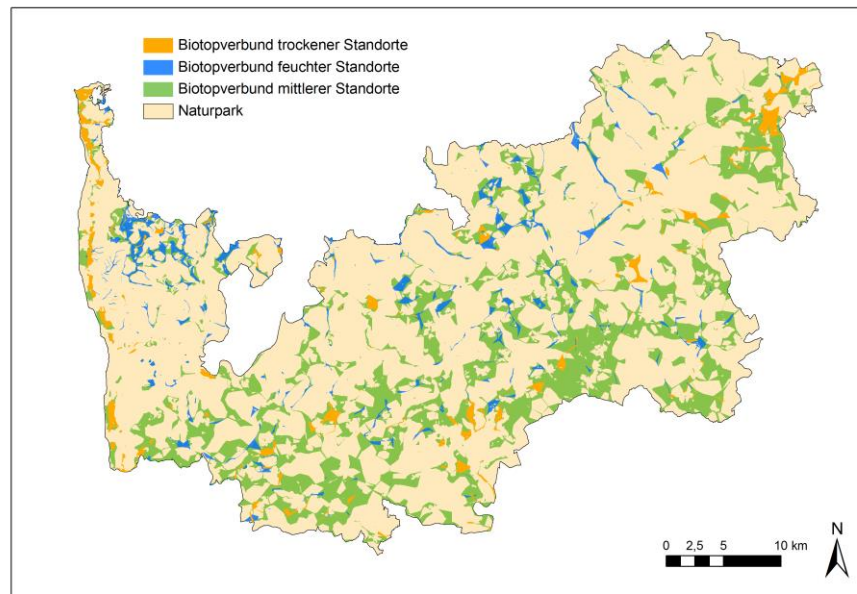 Biotopverbund trockener Standorte
Biotopverbund feuchter Standorte
Biotopverbund mittlerer Standorte
Naturpark
N
0 2,5 5 10 km